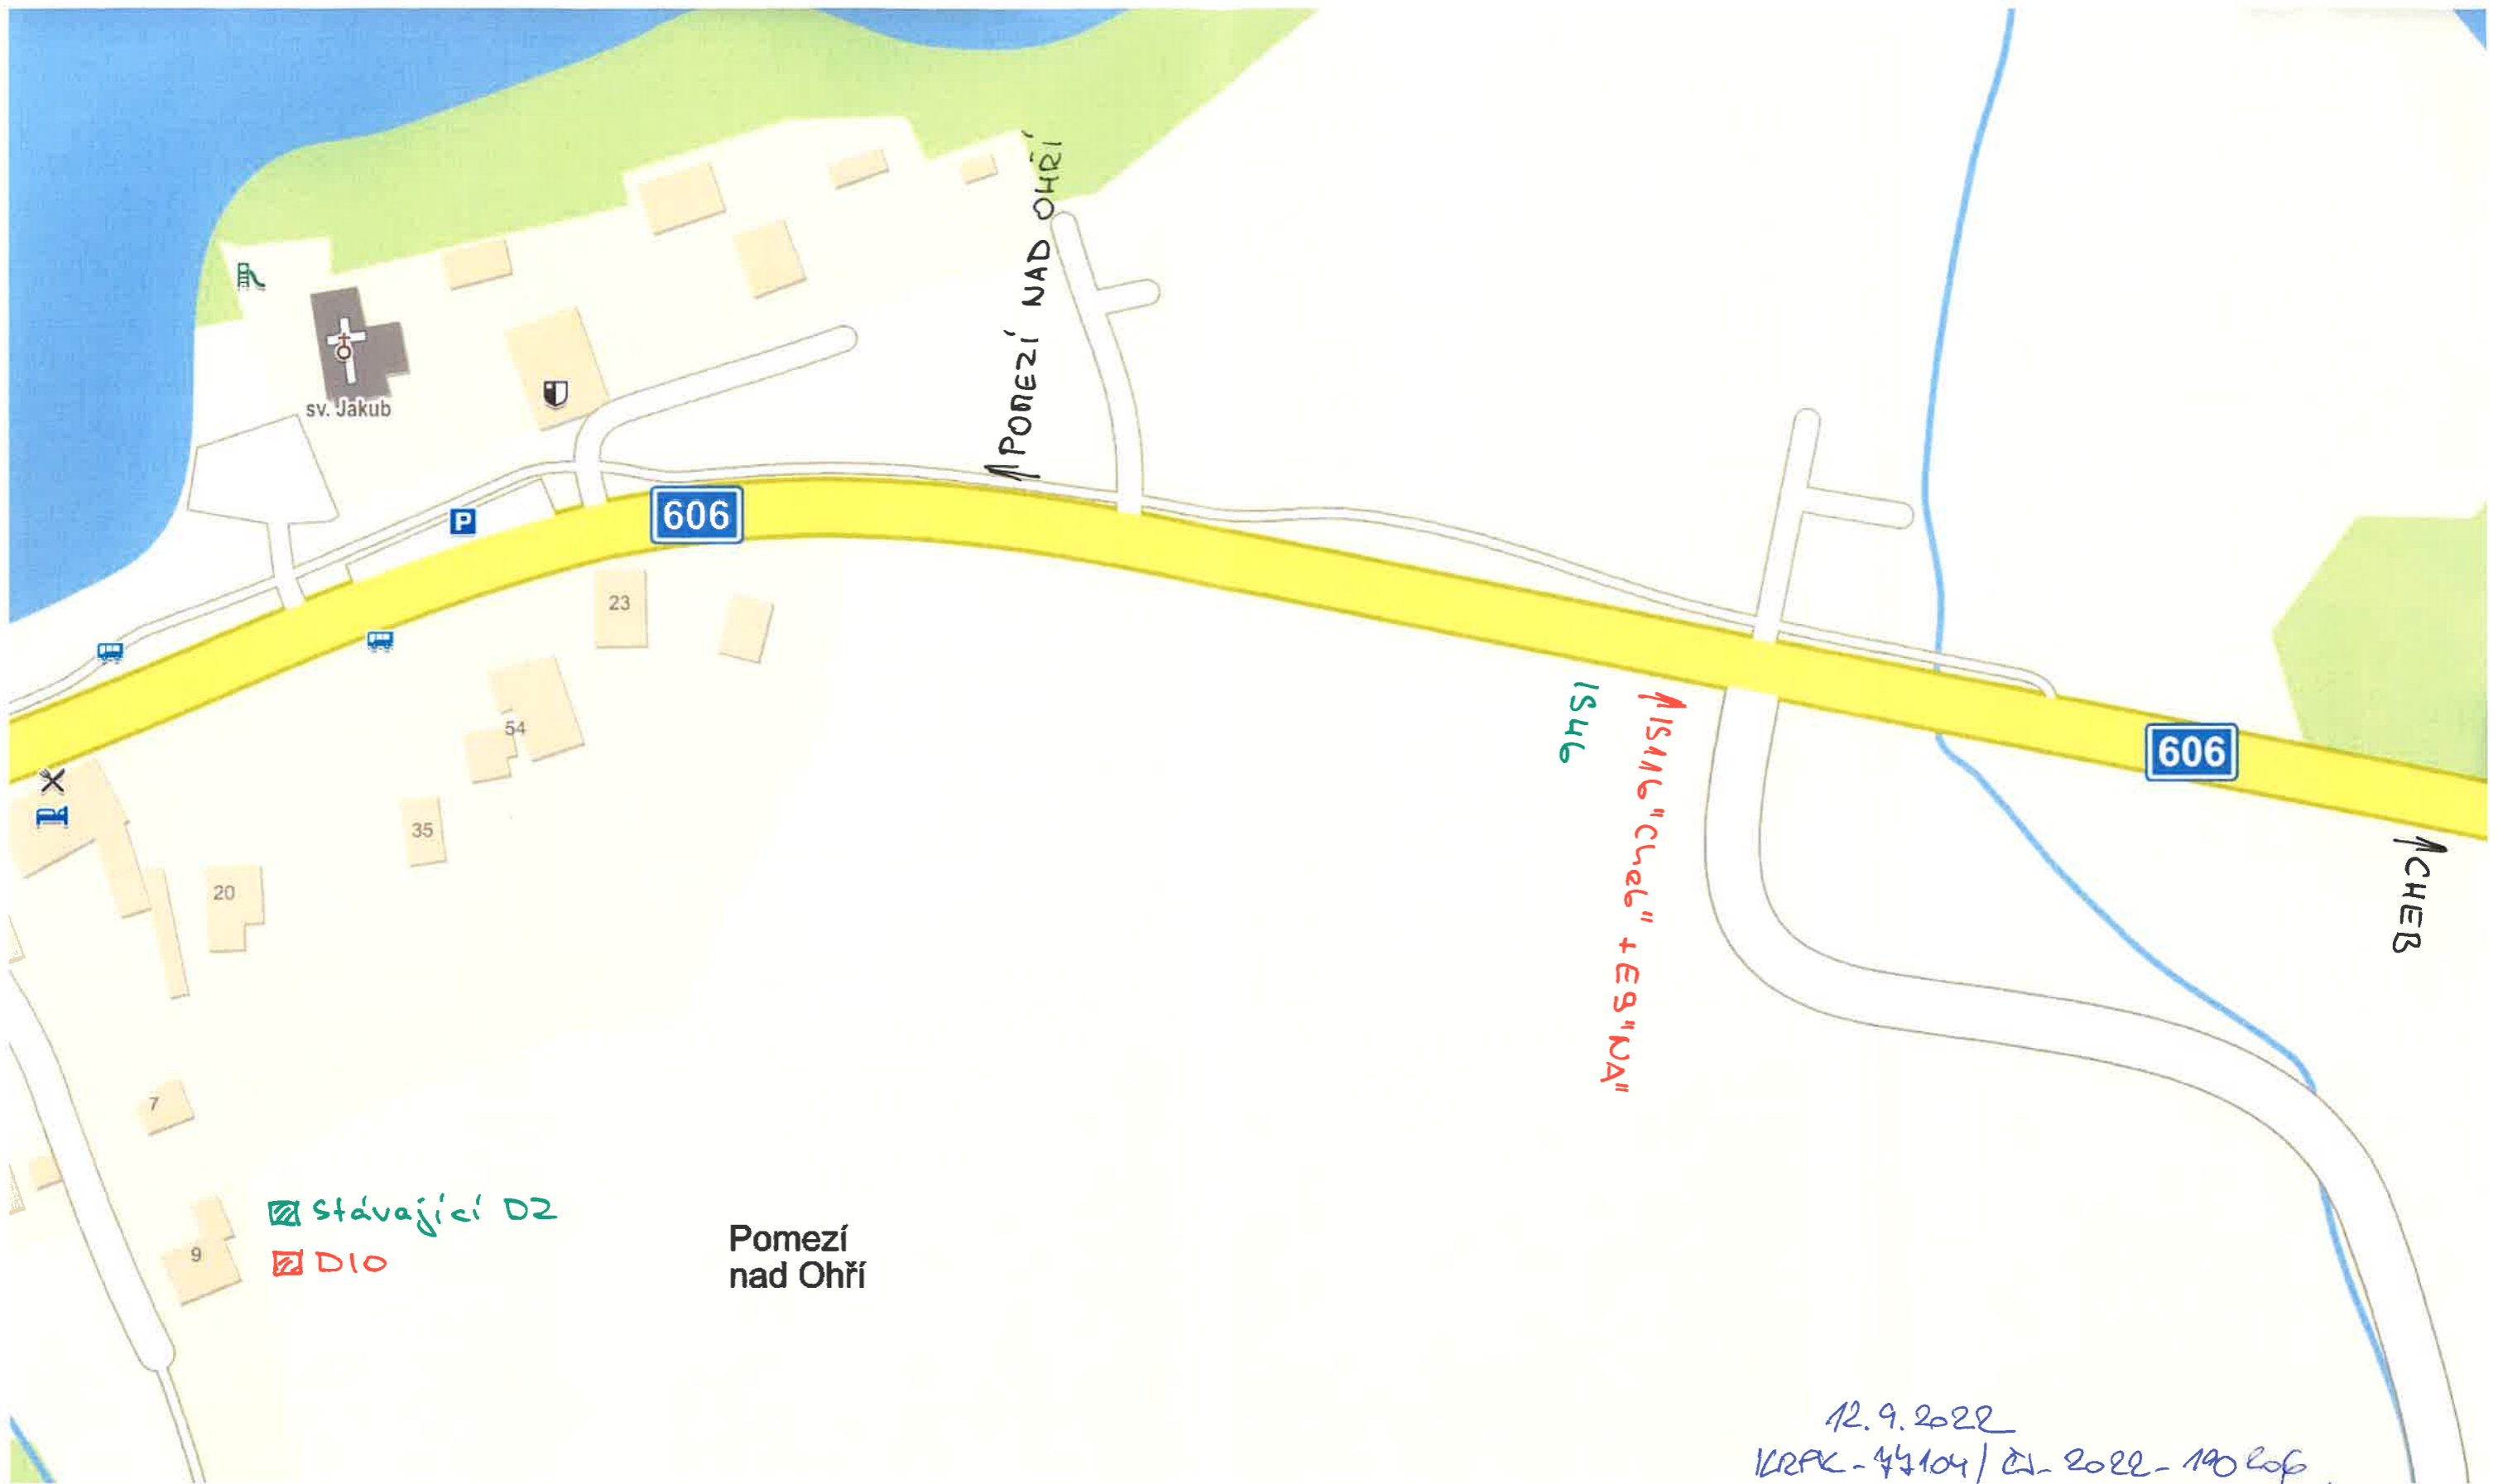 POMEZÍ NAD OHŘÍ
sv. Jakub
P
606
23
IS4b
54
IS11b "Cheb" + E9 "NA"
606
35
CHEB
20
7
Stávající DZ
DIO
9
Pomezí
nad Ohří
12.9.2022
KRPK-77104/ČJ-2022-190206